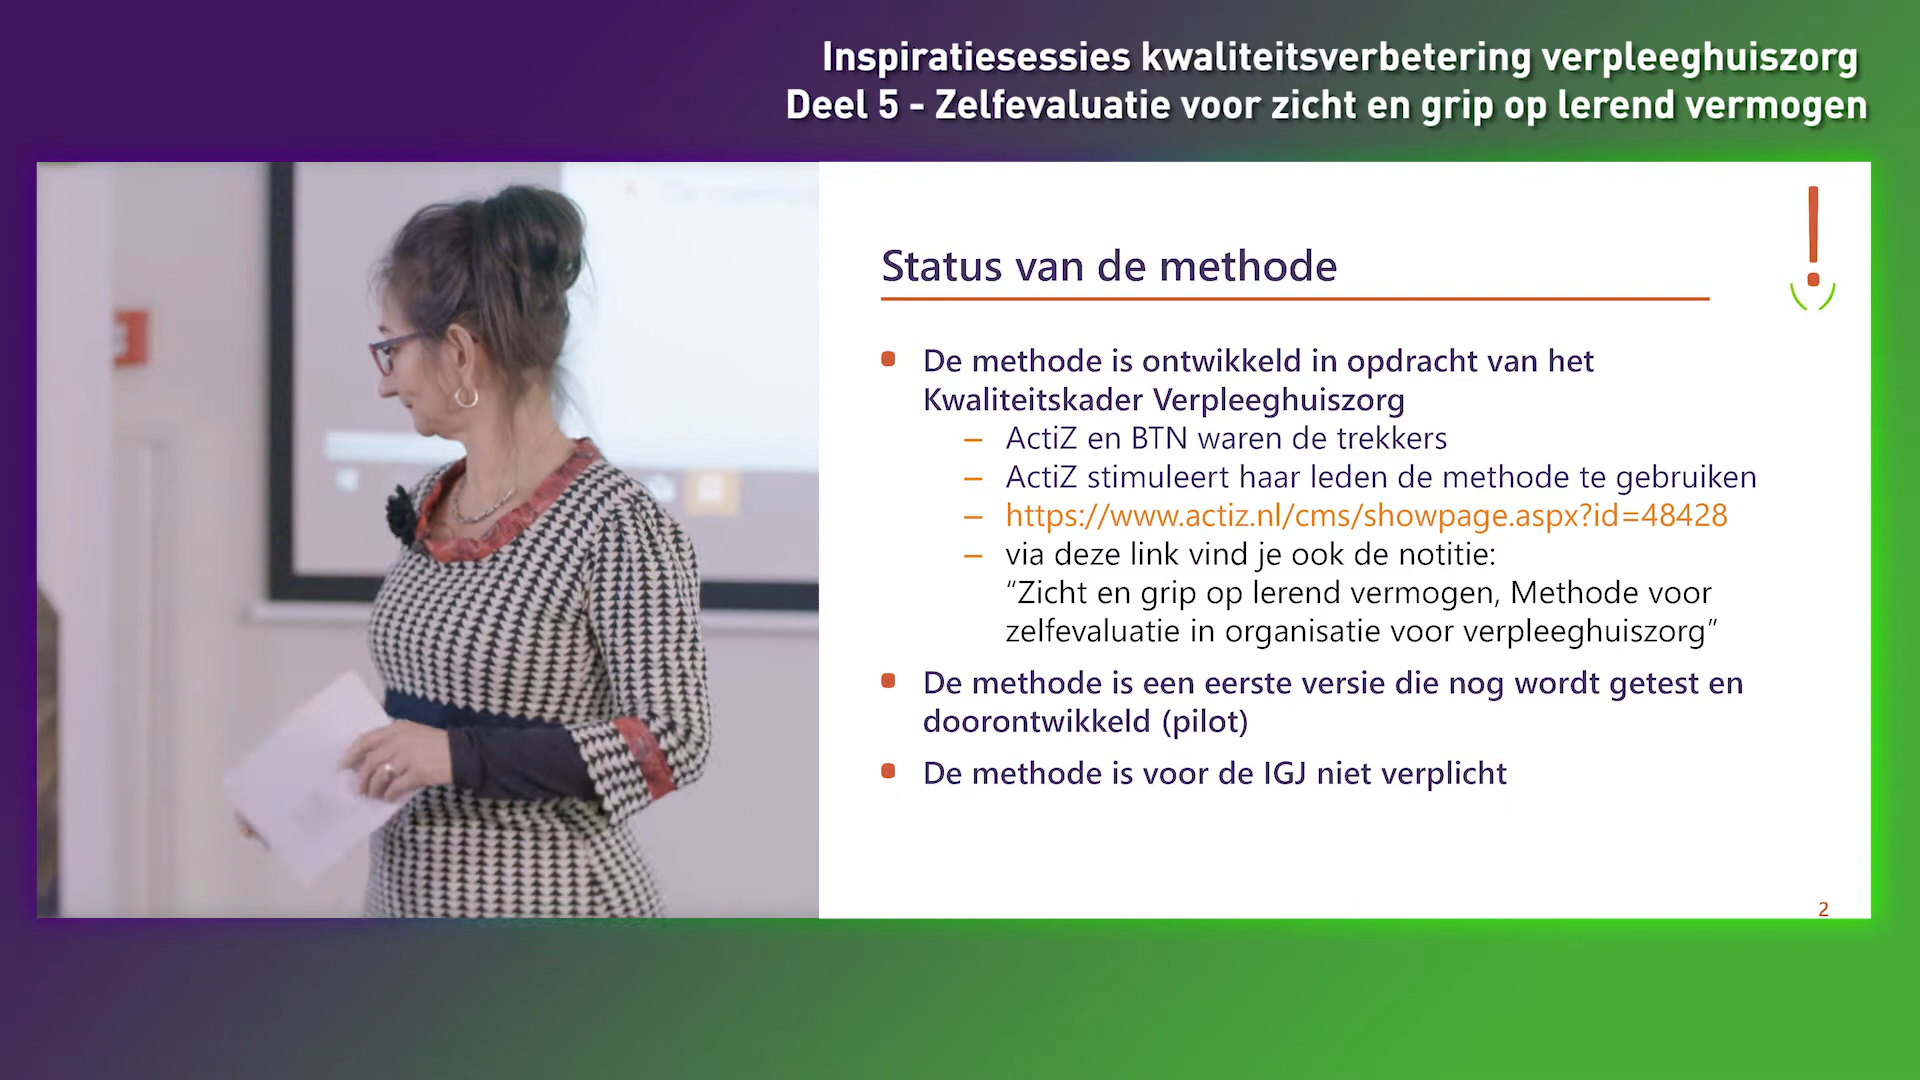 Inspiratiesessies kwaliteitsverbetering verpleeghuiszorg
Deel 5 - Zelfevaluatie voor zicht en grip op lerend vermogen
Status van de methode
De methode is ontwikkeld in opdracht van het
Kwaliteitskader Verpleeghuiszorg
– ActiZ en BTN waren de trekkers
– ActiZ stimuleert haar leden de methode te gebruiken
– https://www.actiz.nl/cms/showpage.aspx?id=48428
– via deze link vind je ook de notitie:
“Zicht en grip op lerend vermogen, Methode voor
zelfevaluatie in organisatie voor verpleeghuiszorg”
De methode is een eerste versie die nog wordt getest en
doorontwikkeld (pilot)
De methode is voor de IGJ niet verplicht
2